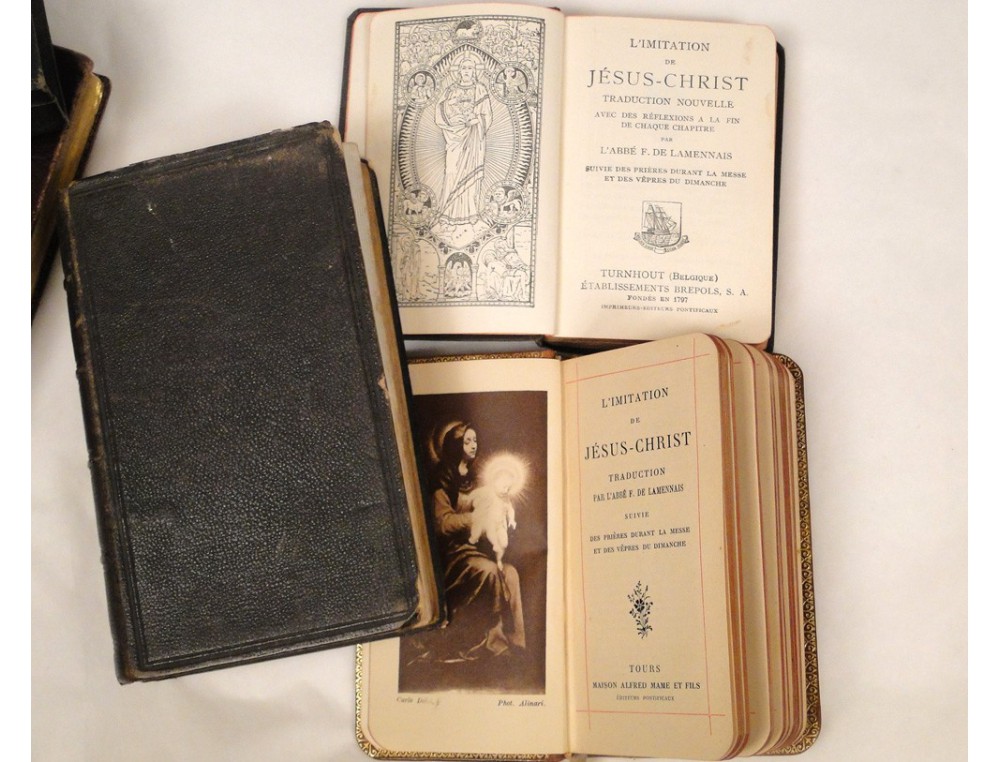 L'IMITATION
DE
JÉSUS-CHRIST
TRADUCTION NOUVELLE
AVEC DES RÉFLEXIONS A LA FIN
DE CHAQUE CHAPITRE
PAR
L'ABBÉ F. DE LAMENNAIS
SUIVIE DES PRIÈRES DURANT LA MESSE
ET DES VÊPRES DU DIMANCHE
TURNHOUT (BELGIQUE)
ÉTABLISSEMENTS BREPOLS, S. A.
FONDÉS EN 1797
IMPRIMEURS-ÉDITEURS PONTIFICAUX
L'IMITATION
DE
JÉSUS-CHRIST
TRADUCTION
PAR L'ABBÉ F. DE LAMENNAIS
SUIVIE
DES PRIÈRES DURANT LA MESSE
ET DES VÊPRES DU DIMANCHE
TOURS
MAISON ALFRED MAME ET FILS
ÉDITEURS PONTIFICAUX
Carlo
Phot. Alinari.